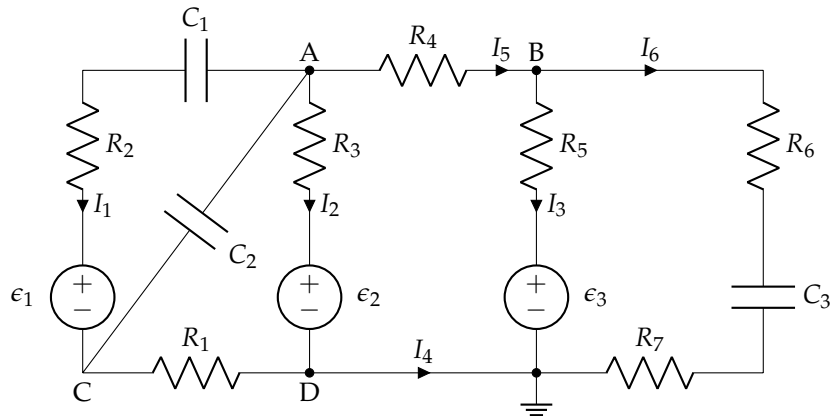 C₁
A
R₄
I₅
B
I₆
R₂
R₃
R₅
R₆
I₁
I₂
I₃
C₂
ϵ₁
+
−
ϵ₂
+
−
ϵ₃
+
−
C₃
R₁
I₄
R₇
C
D